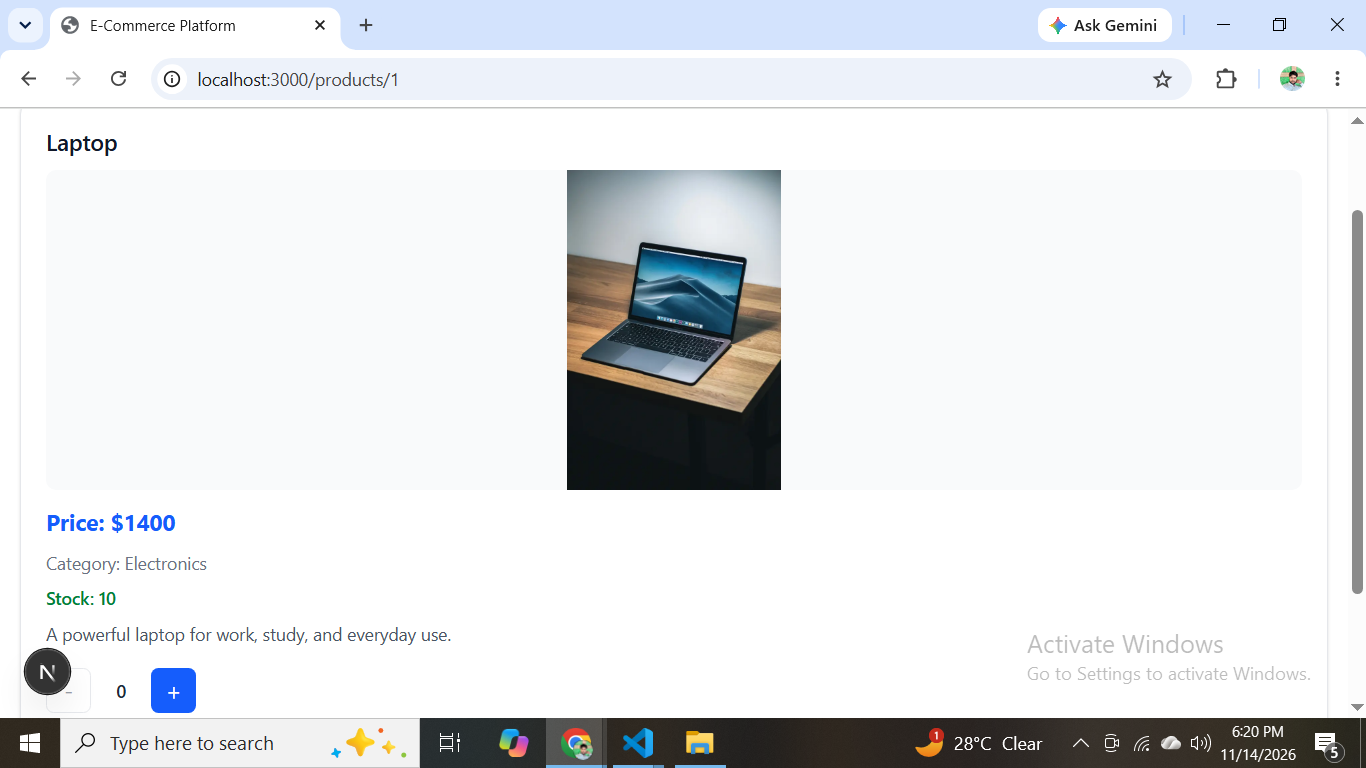 E-Commerce Platform
Ask Gemini
localhost:3000/products/1
Laptop
Price: $1400
Category: Electronics
Stock: 10
A powerful laptop for work, study, and everyday use.
Activate Windows
Go to Settings to activate Windows.
N
- 0 +
Type here to search
1
28°C Clear
6:20 PM
11/14/2026
5